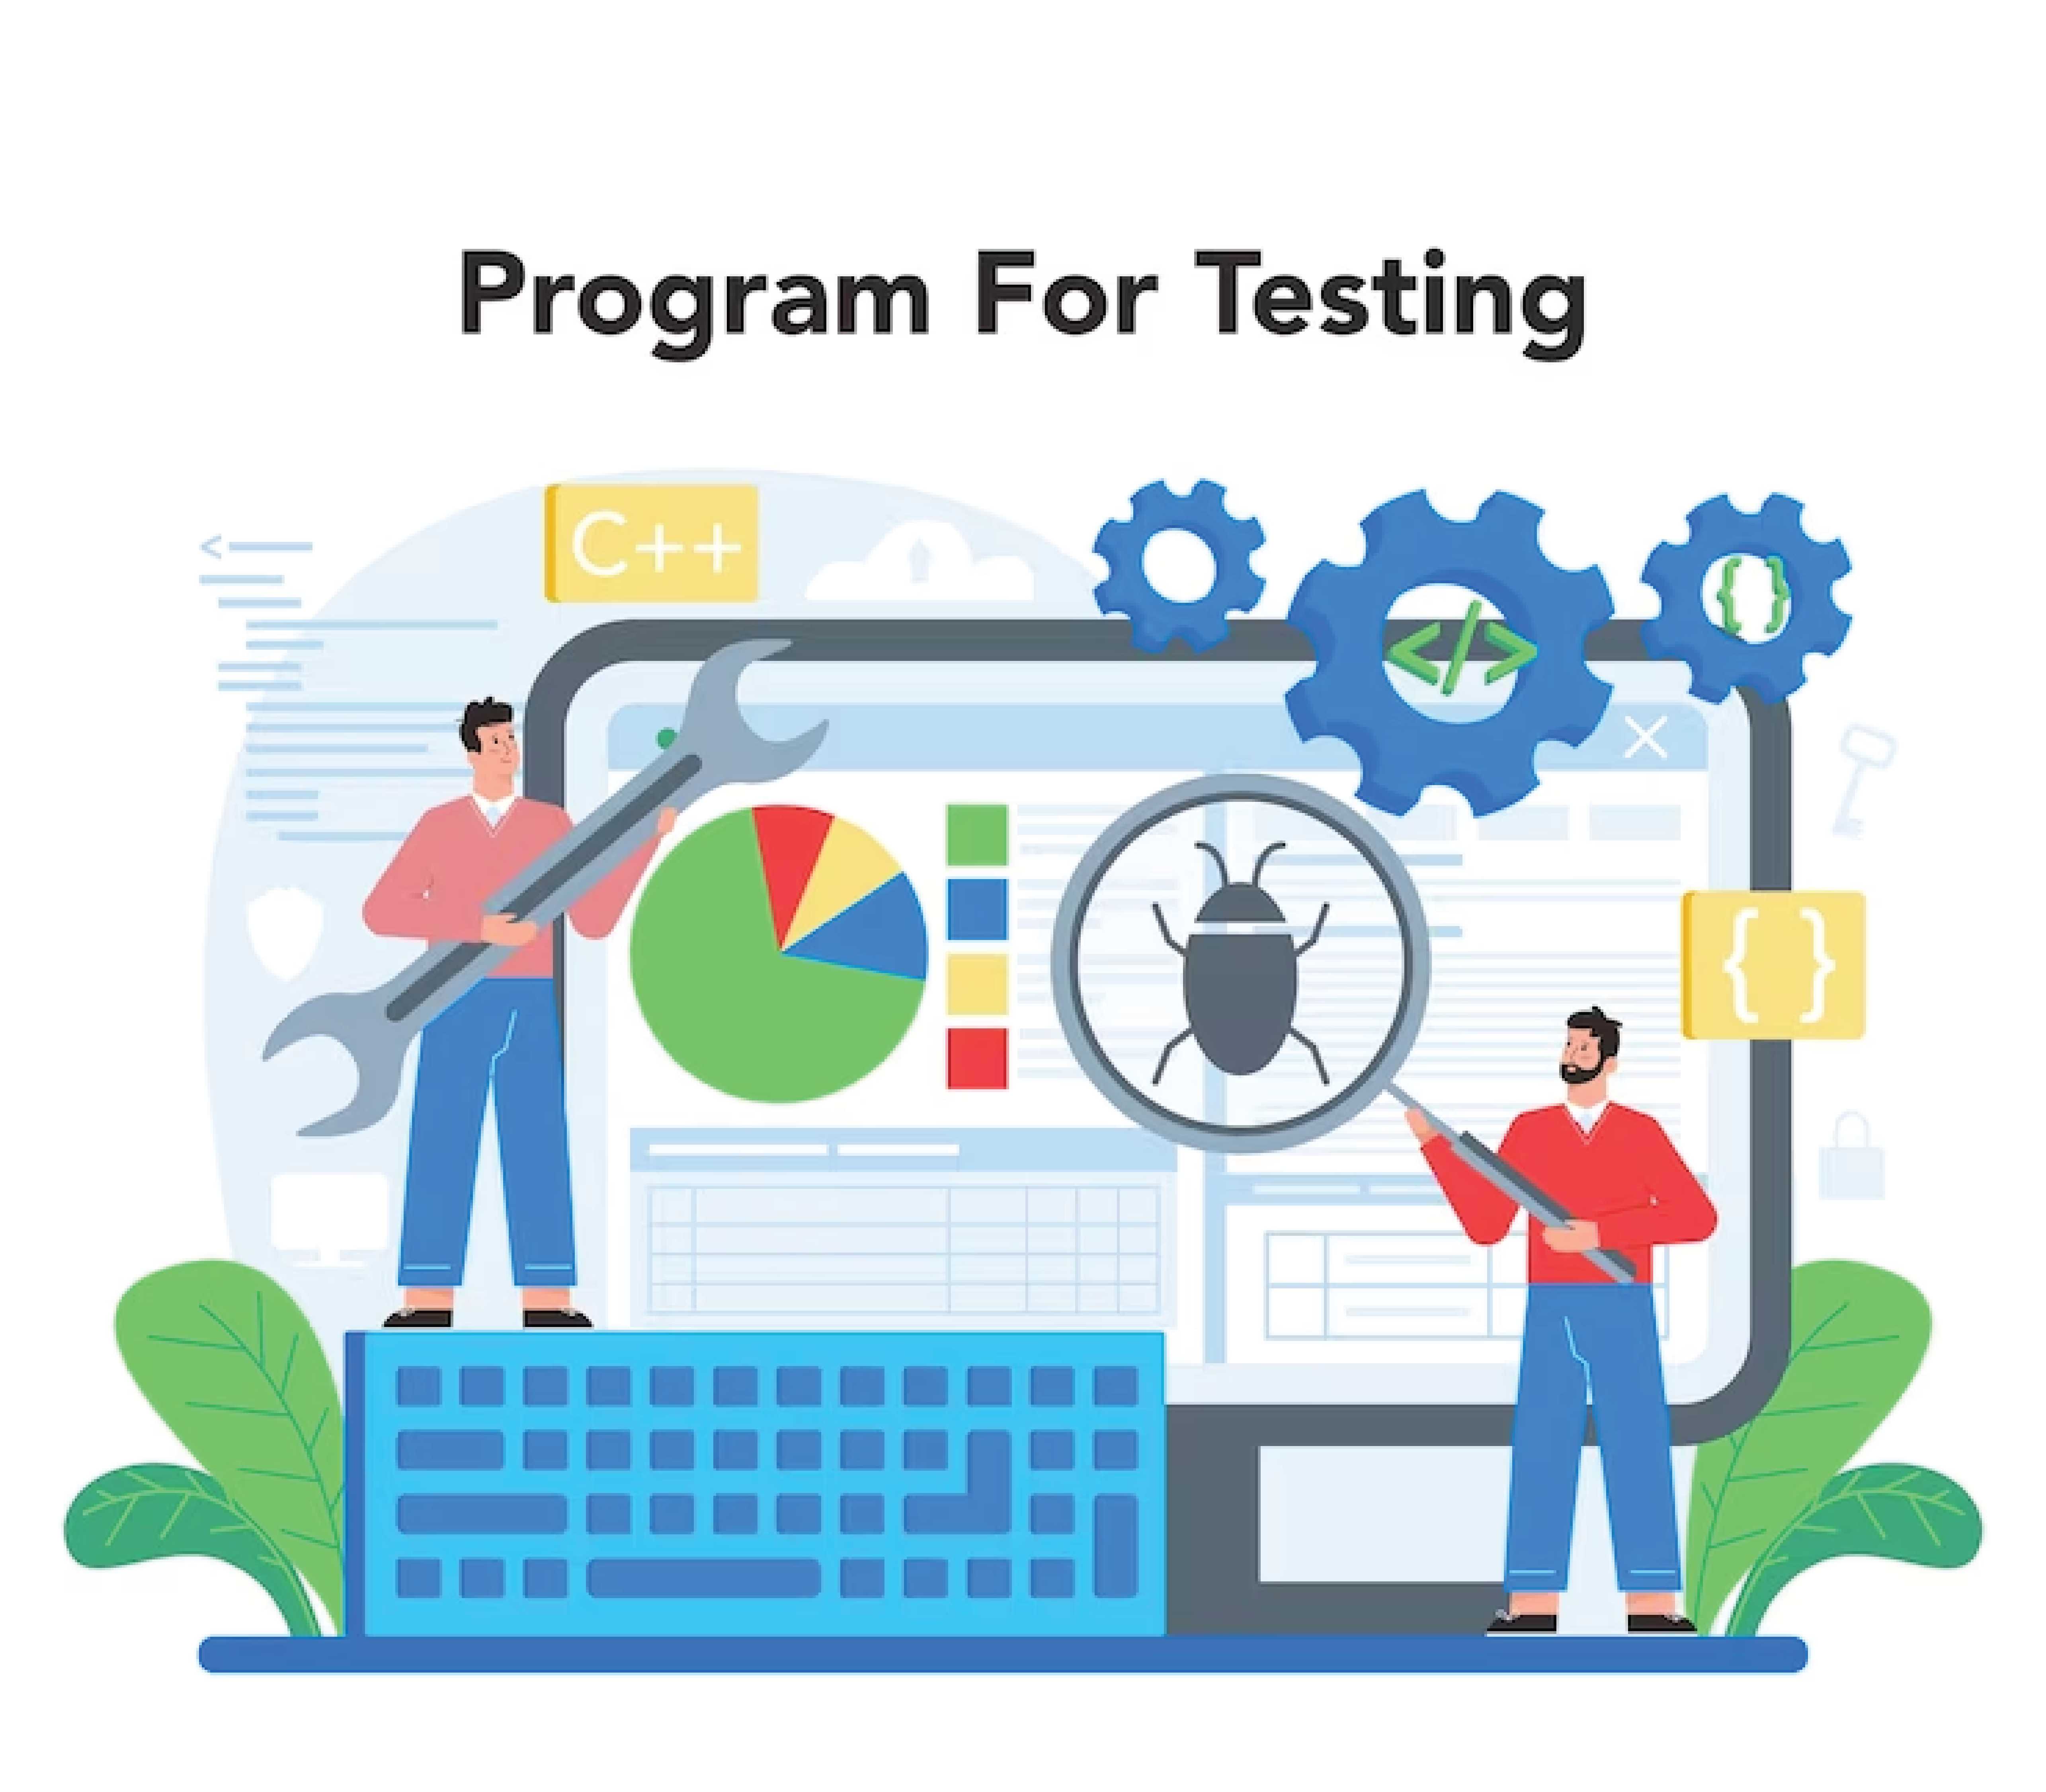 Program For Testing
C++
</>
{ }
{ }